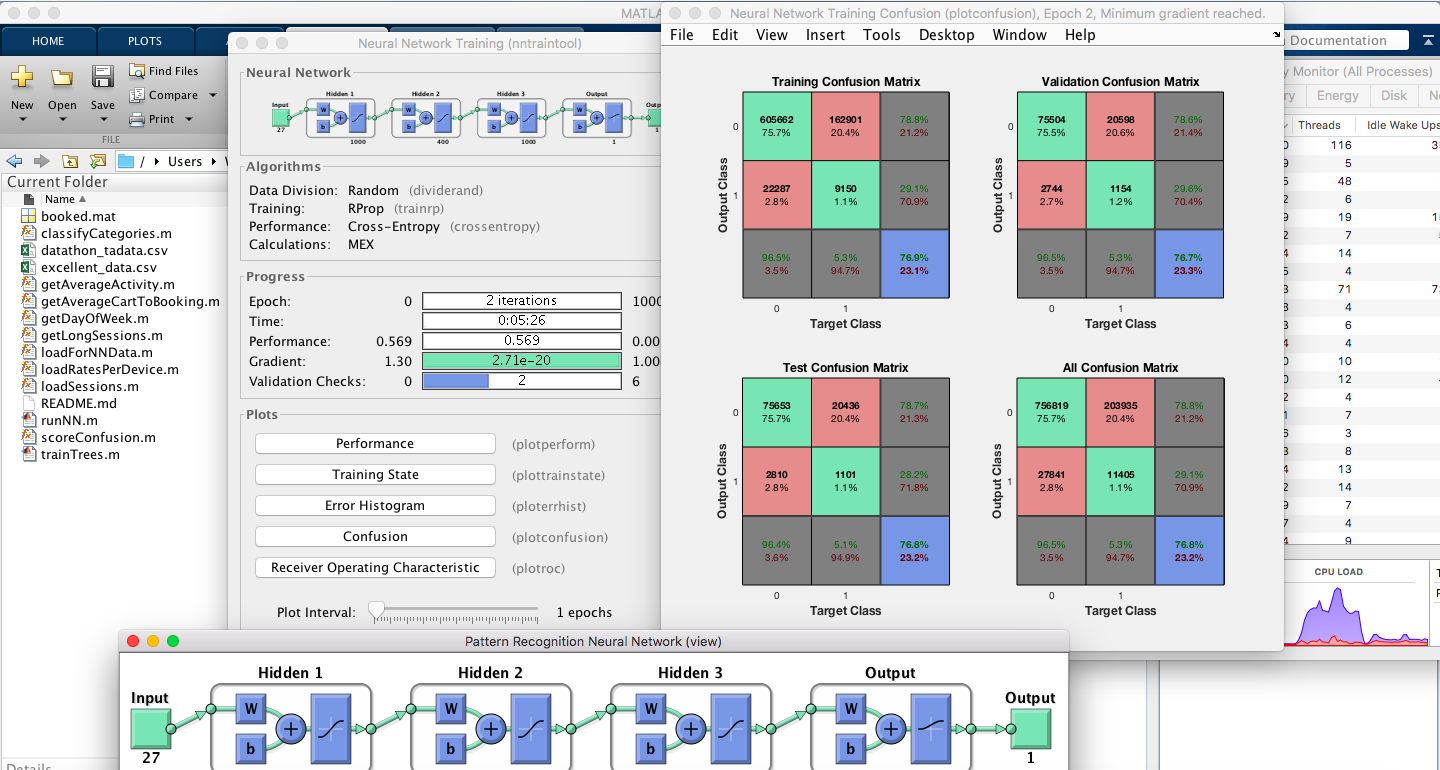 MATLA
Neural Network Training Confusion (plotconfusion), Epoch 2, Minimum gradient reached.
HOME PLOTS
Neural Network Training (nntraintool)
File Edit View Insert Tools Desktop Window Help
Documentation
New Open Save
Find Files
Compare
Print
FILE
/ Users
Current Folder
Name
booked.mat
classifyCategories.m
datathon_tadata.csv
excellent_data.csv
getAverageActivity.m
getAverageCartToBooking.m
getDayOfWeek.m
getLongSessions.m
loadForNNData.m
loadRatesPerDevice.m
loadSessions.m
README.md
runNN.m
scoreConfusion.m
trainTrees.m
Details
Neural Network
Input
27
Hidden 1
W
b
1000
Hidden 2
W
b
400
Hidden 3
W
b
1000
Output
W
b
1
Outp
1
Algorithms
Data Division: Random (dividerand)
Training: RProp (trainrp)
Performance: Cross-Entropy (crossentropy)
Calculations: MEX
Progress
Epoch: 0 2 iterations 1000
Time: 0:05:26
Performance: 0.569 0.569 0.00
Gradient: 1.30 2.71e-20 1.00
Validation Checks: 0 2 6
Plots
Performance (plotperform)
Training State (plottrainstate)
Error Histogram (ploterrhist)
Confusion (plotconfusion)
Receiver Operating Characteristic (plotroc)
Plot Interval: 1 epochs
Training Confusion Matrix
Output Class
0
605662 162901 78.8%
75.7% 20.4% 21.2%
1
22287 9150 29.1%
2.8% 1.1% 70.9%
96.5% 5.3% 76.9%
3.5% 94.7% 23.1%
0 1
Target Class
Validation Confusion Matrix
Output Class
0
75504 20598 78.6%
75.5% 20.6% 21.4%
1
2744 1154 29.6%
2.7% 1.2% 70.4%
96.5% 5.3% 76.7%
3.5% 94.7% 23.3%
0 1
Target Class
Test Confusion Matrix
Output Class
0
75653 20436 78.7%
75.7% 20.4% 21.3%
1
2810 1101 28.2%
2.8% 1.1% 71.8%
96.4% 5.1% 76.8%
3.6% 94.9% 23.2%
0 1
Target Class
All Confusion Matrix
Output Class
0
756819 203935 78.8%
75.7% 20.4% 21.2%
1
27841 11405 29.1%
2.8% 1.1% 70.9%
96.5% 5.3% 76.8%
3.5% 94.7% 23.2%
0 1
Target Class
y Monitor (All Processes)
ry Energy Disk
Threads Idle Wake Ups
116
5
48
6
19
7
14
4
71
4
6
4
10
12
4
7
3
8
13
14
7
4
9
CPU LOAD
Pattern Recognition Neural Network (view)
Input
27
Hidden 1
W
b
Hidden 2
W
b
Hidden 3
W
b
Output
W
b
Output
1